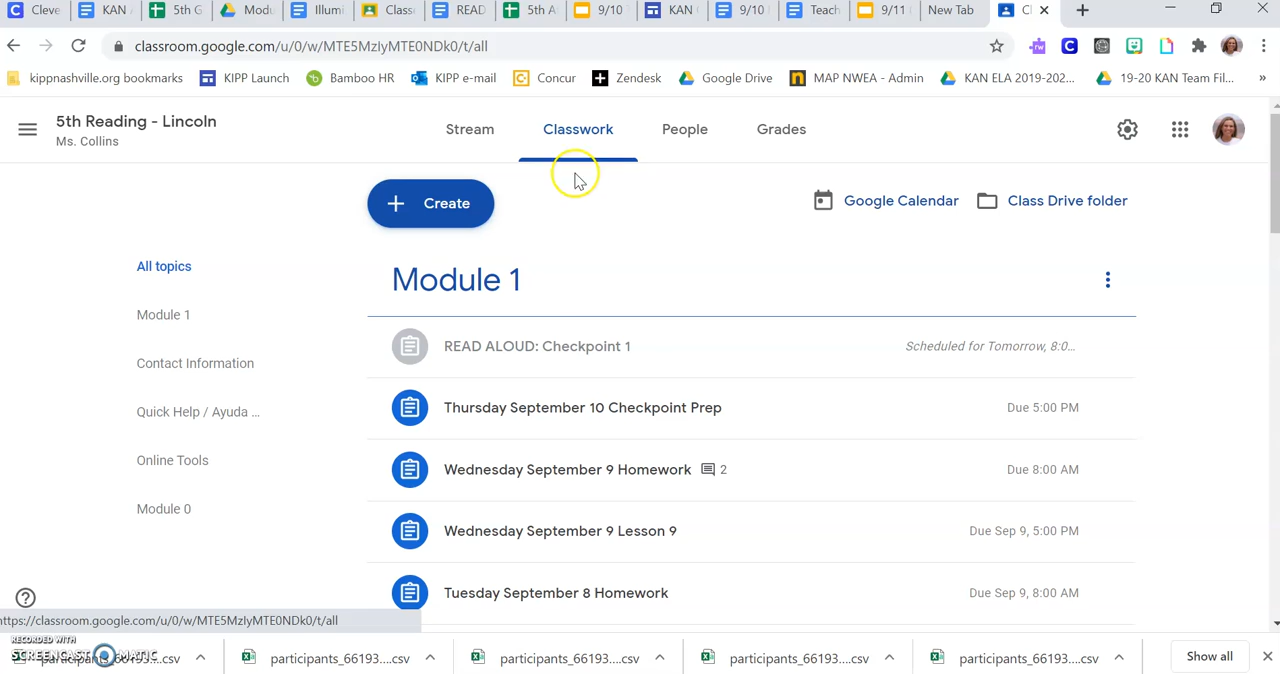 Cleve KAN 5th G Modu Illumi Classr READ 5th A 9/10 KAN 9/10 Teach 9/11 New Tab Cl
classroom.google.com/u/0/w/MTE5MzIyMTE0NDk0/t/all
kippnashville.org bookmarks KIPP Launch Bamboo HR KIPP e-mail Concur Zendesk Google Drive MAP NWEA - Admin KAN ELA 2019-202... 19-20 KAN Team Fil...
5th Reading - Lincoln
Ms. Collins
Stream Classwork People Grades
Create
Google Calendar Class Drive folder
All topics
Module 1
Contact Information
Quick Help / Ayuda ...
Online Tools
Module 0
Module 1
READ ALOUD: Checkpoint 1 Scheduled for Tomorrow, 8:0...
Thursday September 10 Checkpoint Prep Due 5:00 PM
Wednesday September 9 Homework 2 Due 8:00 AM
Wednesday September 9 Lesson 9 Due Sep 9, 5:00 PM
Tuesday September 8 Homework Due Sep 9, 8:00 AM
https://classroom.google.com/u/0/w/MTE5MzIyMTE0NDk0/t/all
RECORDED WITH
SCREENCAST MATIC
participants_66193....csv participants_66193....csv participants_66193....csv participants_66193....csv participants_66193....csv Show all